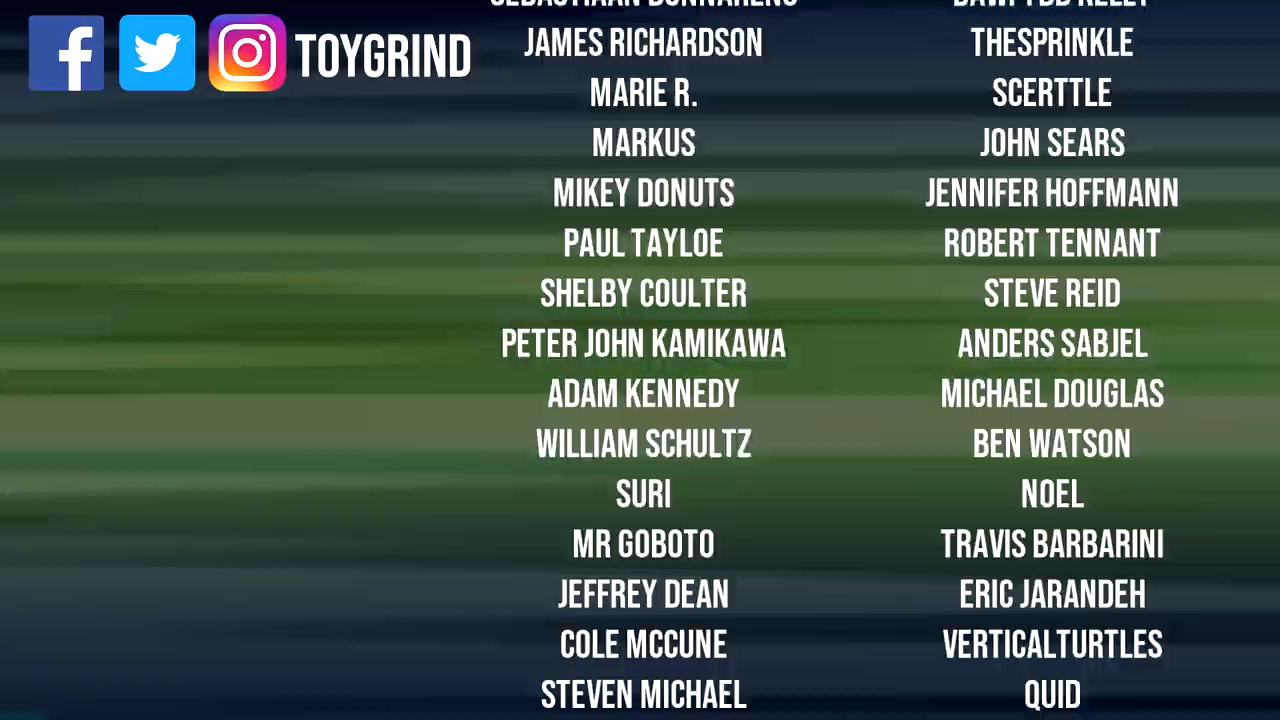 TOYGRIND
JAMES RICHARDSON
MARIE R.
MARKUS
MIKEY DONUTS
PAUL TAYLOE
SHELBY COULTER
PETER JOHN KAMIKAWA
ADAM KENNEDY
WILLIAM SCHULTZ
SURI
MR GOBOTO
JEFFREY DEAN
COLE MCCUNE
STEVEN MICHAEL
THESPRINKLE
SCERTTLE
JOHN SEARS
JENNIFER HOFFMANN
ROBERT TENNANT
STEVE REID
ANDERS SABJEL
MICHAEL DOUGLAS
BEN WATSON
NOEL
TRAVIS BARBARINI
ERIC JARANDEH
VERTICALTURTLES
QUID